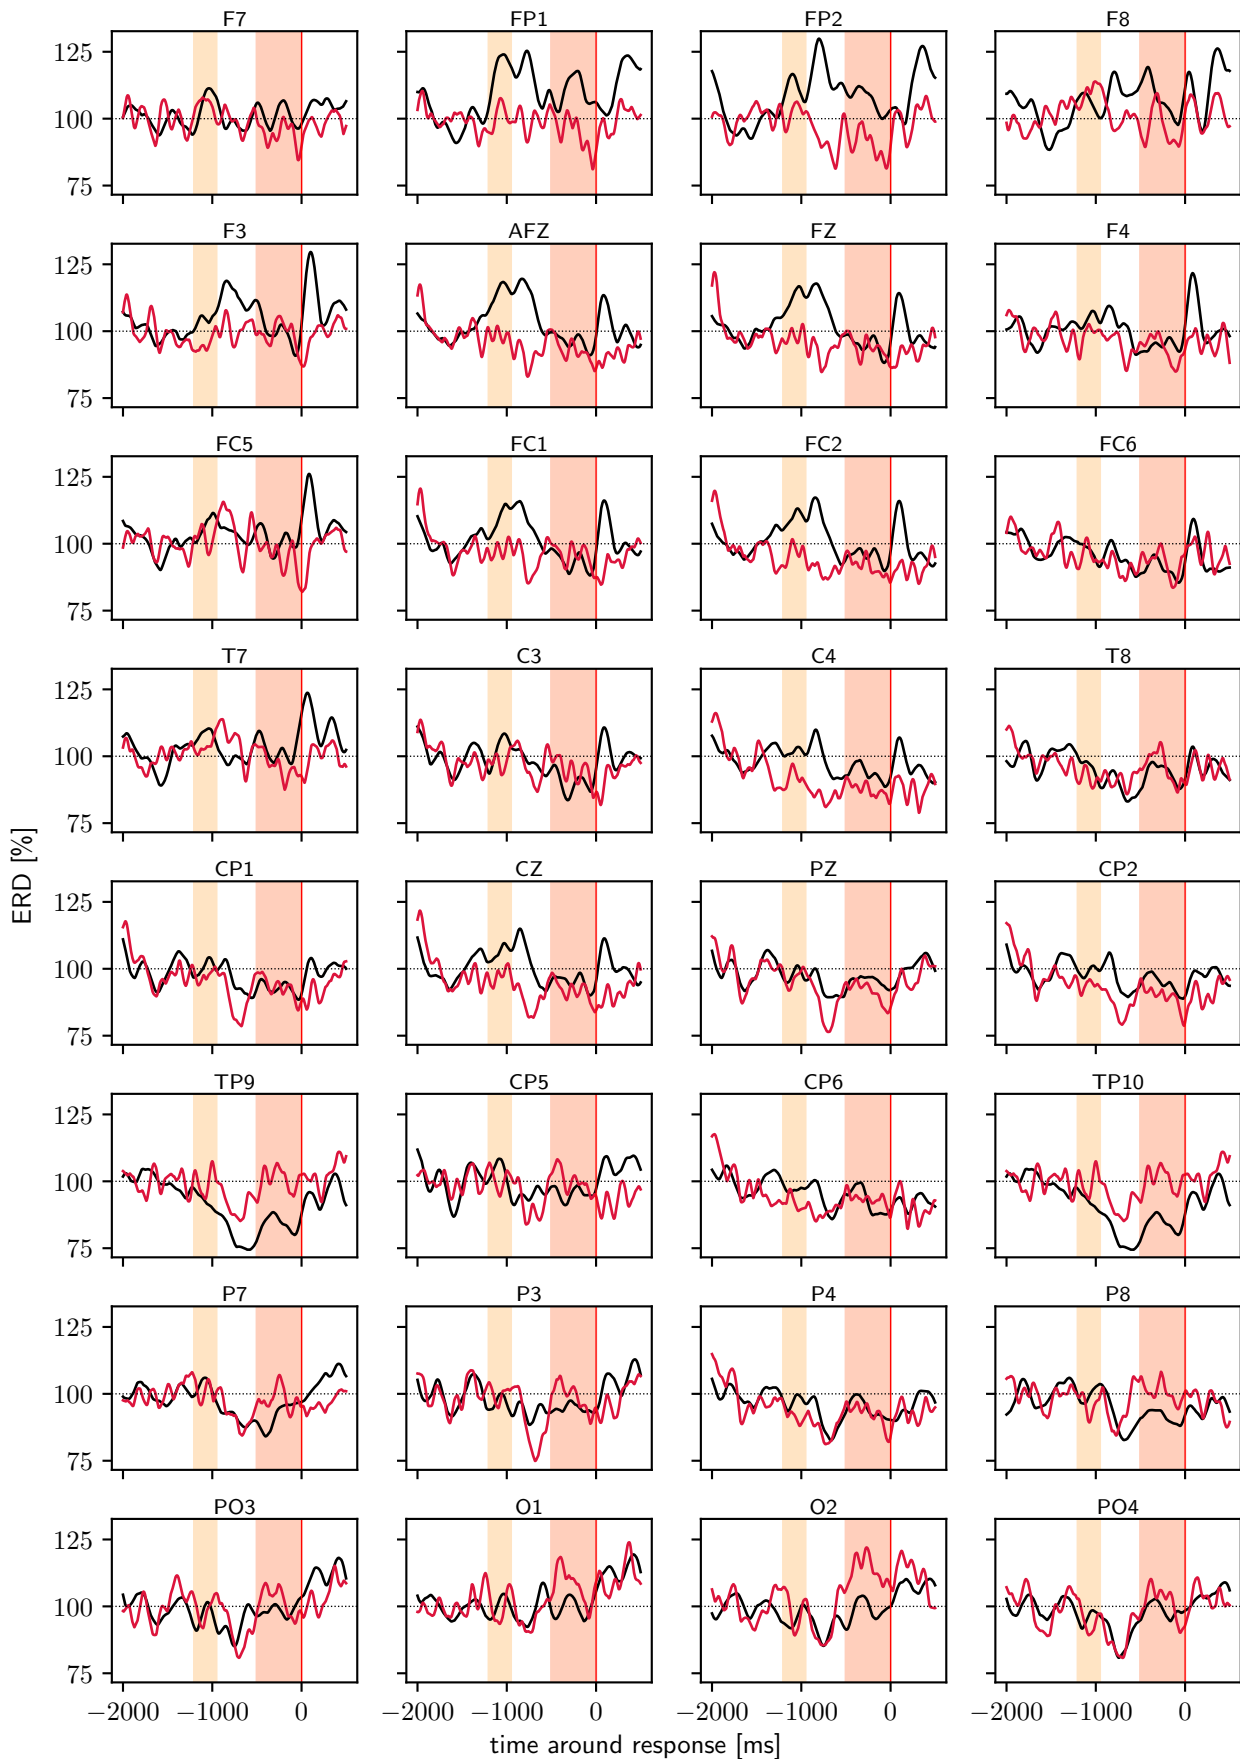 F7 FP1 FP2 F8
125
100
75
F3 AFZ FZ F4
125
100
75
FC5 FC1 FC2 FC6
125
100
75
T7 C3 C4 T8
125
100
75
ERD [%]
CP1 CZ PZ CP2
125
100
75
TP9 CP5 CP6 TP10
125
100
75
P7 P3 P4 P8
125
100
75
PO3 O1 O2 PO4
125
100
75
−2000 −1000 0 −2000 −1000 0 −2000 −1000 0 −2000 −1000 0
time around response [ms]